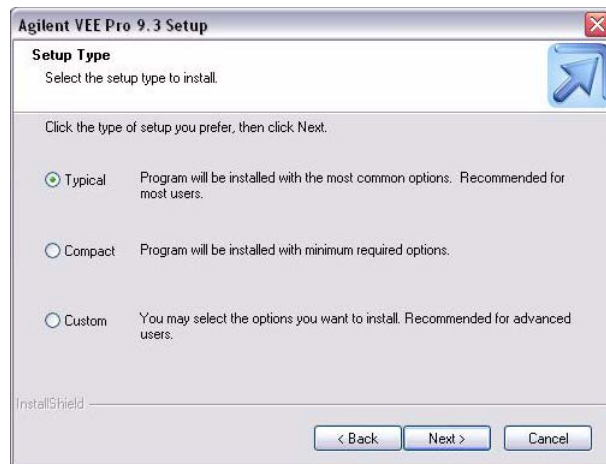 Agilent VEE Pro 9.3 Setup
Setup Type
Select the setup type to install.
Click the type of setup you prefer, then click Next.
Typical
Program will be installed with the most common options. Recommended for
most users.
Compact
Program will be installed with minimum required options.
Custom
You may select the options you want to install. Recommended for advanced
users.
InstallShield
< Back
Next >
Cancel